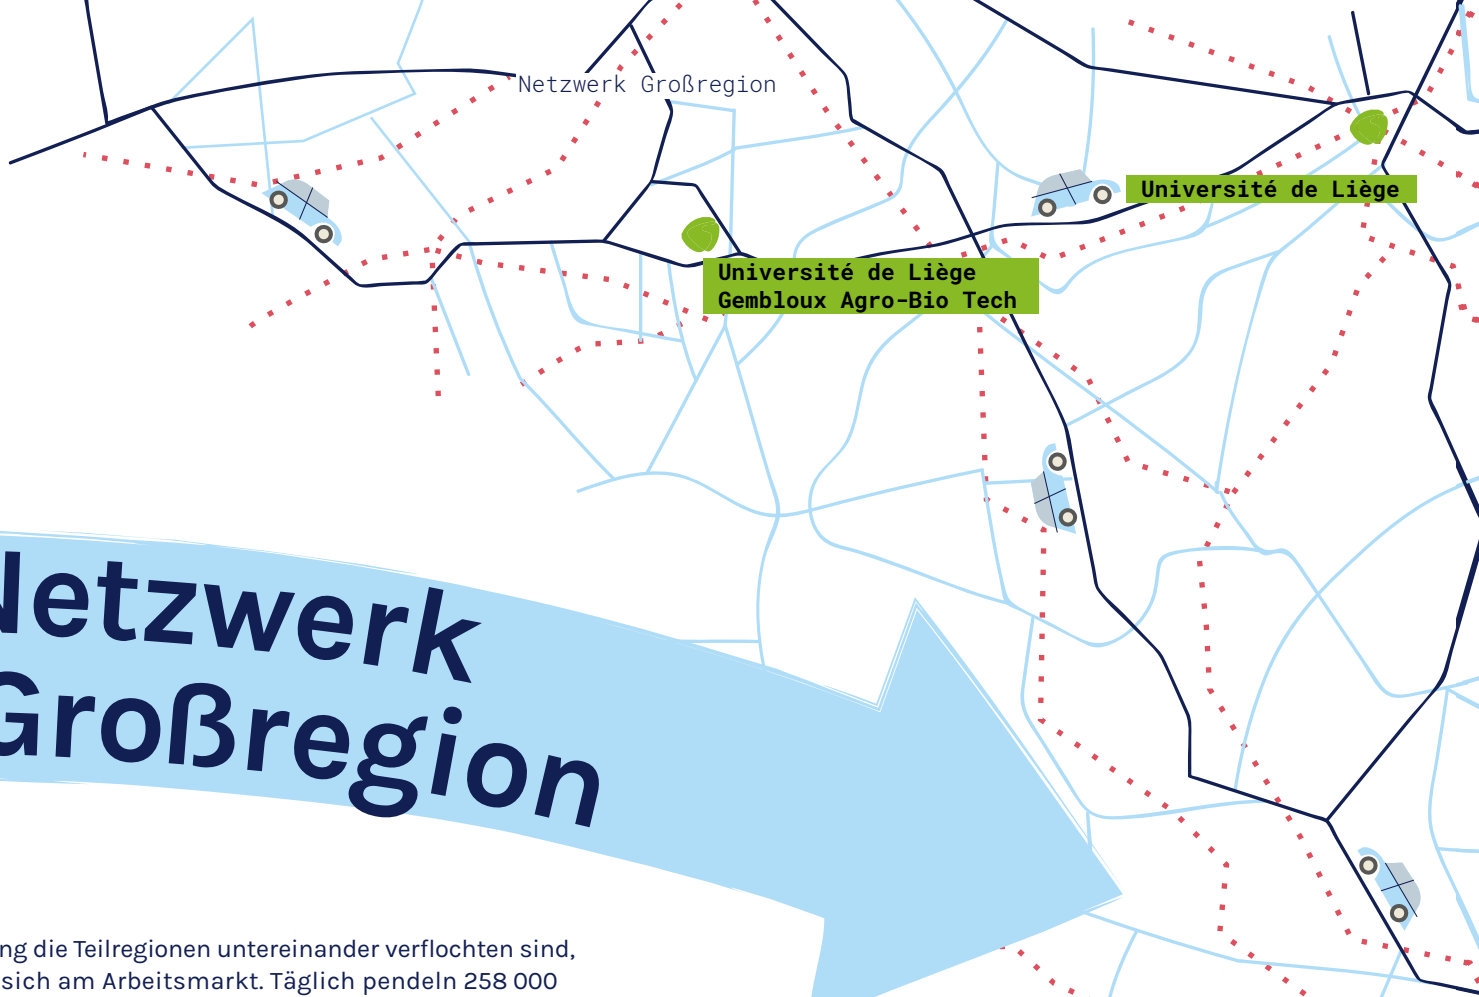 Netzwerk Großregion
Université de Liège
Université de Liège
Gembloux Agro-Bio Tech
Netzwerk
Großregion
ng die Teilregionen untereinander verflochten sind,
sich am Arbeitsmarkt. Täglich pendeln 258 000